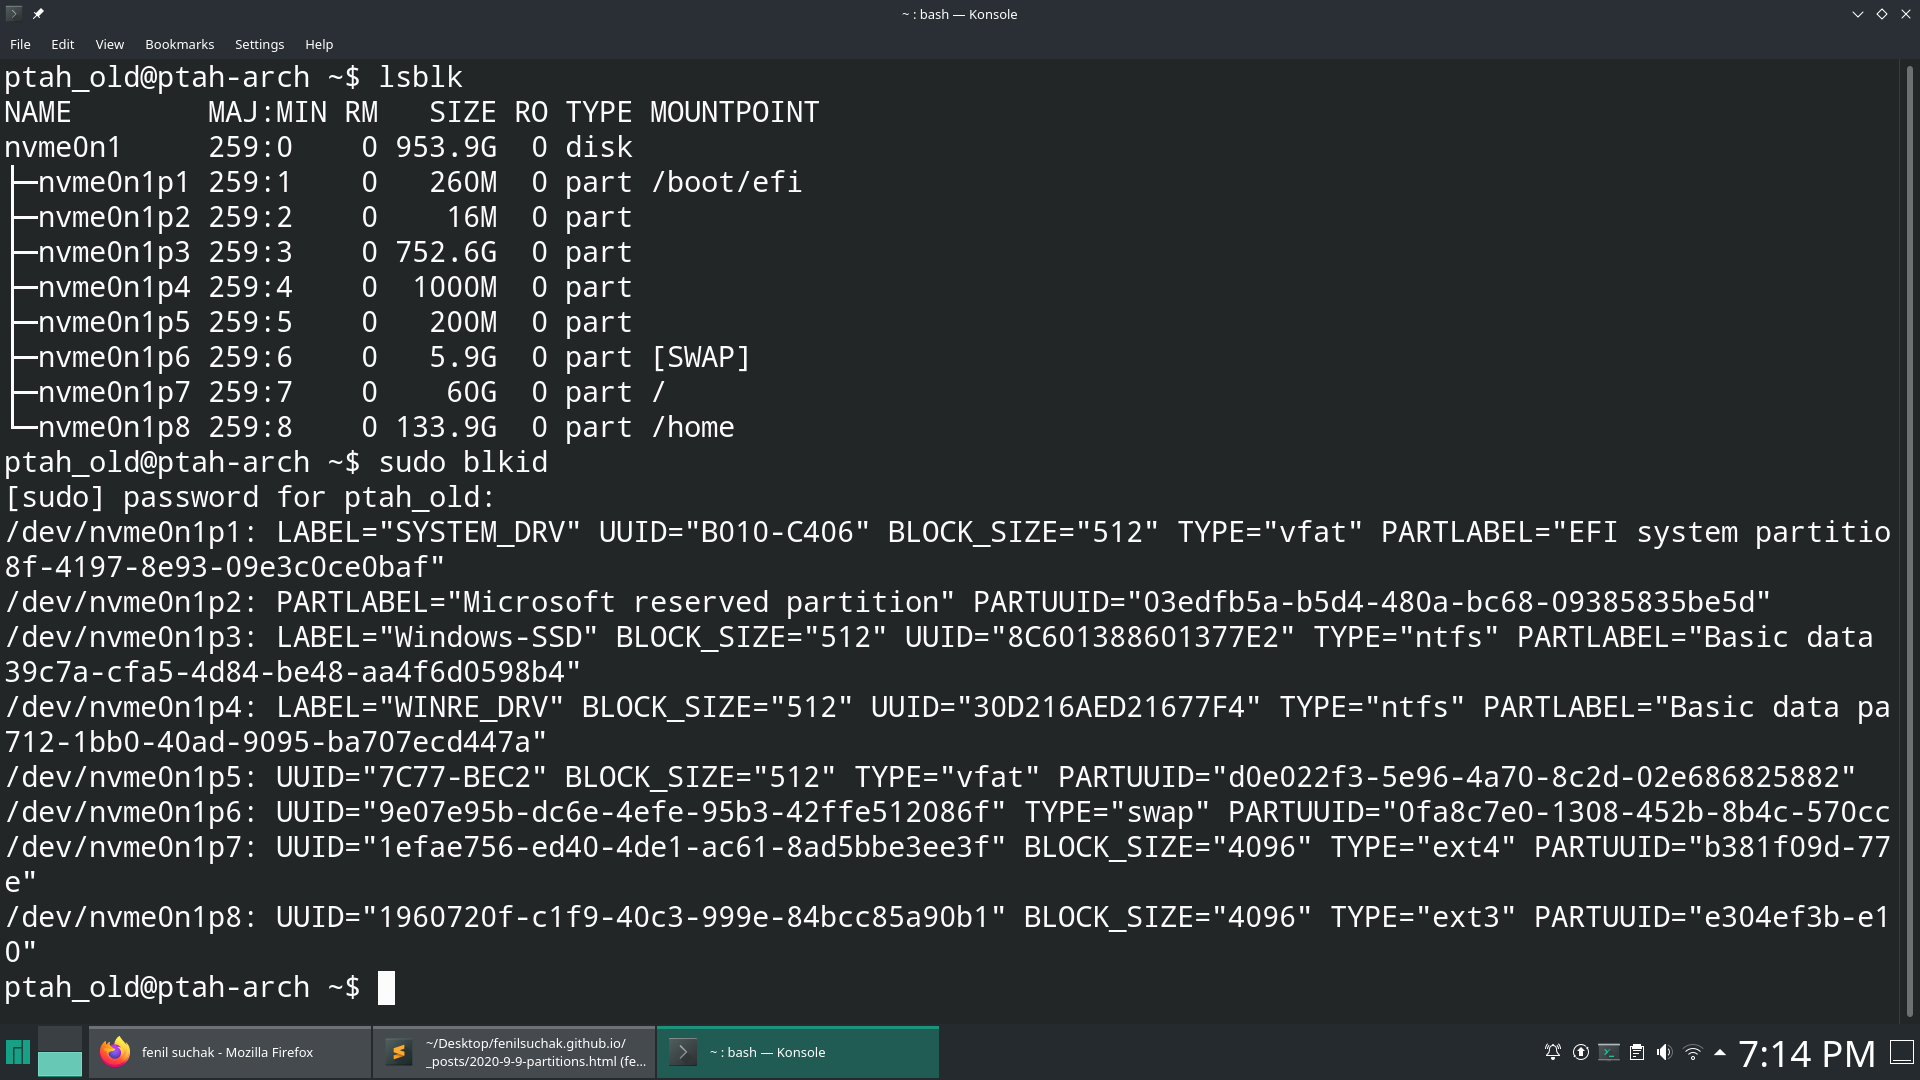 ~ : bash — Konsole
File Edit View Bookmarks Settings Help
ptah_old@ptah-arch ~$ lsblk
NAME        MAJ:MIN RM   SIZE RO TYPE MOUNTPOINT
nvme0n1     259:0    0 953.9G  0 disk
├─nvme0n1p1 259:1    0   260M  0 part /boot/efi
├─nvme0n1p2 259:2    0    16M  0 part
├─nvme0n1p3 259:3    0 752.6G  0 part
├─nvme0n1p4 259:4    0  1000M  0 part
├─nvme0n1p5 259:5    0   200M  0 part
├─nvme0n1p6 259:6    0   5.9G  0 part [SWAP]
├─nvme0n1p7 259:7    0    60G  0 part /
└─nvme0n1p8 259:8    0 133.9G  0 part /home
ptah_old@ptah-arch ~$ sudo blkid
[sudo] password for ptah_old:
/dev/nvme0n1p1: LABEL="SYSTEM_DRV" UUID="B010-C406" BLOCK_SIZE="512" TYPE="vfat" PARTLABEL="EFI system partitio
8f-4197-8e93-09e3c0ce0baf"
/dev/nvme0n1p2: PARTLABEL="Microsoft reserved partition" PARTUUID="03edfb5a-b5d4-480a-bc68-09385835be5d"
/dev/nvme0n1p3: LABEL="Windows-SSD" BLOCK_SIZE="512" UUID="8C601388601377E2" TYPE="ntfs" PARTLABEL="Basic data
39c7a-cfa5-4d84-be48-aa4f6d0598b4"
/dev/nvme0n1p4: LABEL="WINRE_DRV" BLOCK_SIZE="512" UUID="30D216AED21677F4" TYPE="ntfs" PARTLABEL="Basic data pa
712-1bb0-40ad-9095-ba707ecd447a"
/dev/nvme0n1p5: UUID="7C77-BEC2" BLOCK_SIZE="512" TYPE="vfat" PARTUUID="d0e022f3-5e96-4a70-8c2d-02e686825882"
/dev/nvme0n1p6: UUID="9e07e95b-dc6e-4efe-95b3-42ffe512086f" TYPE="swap" PARTUUID="0fa8c7e0-1308-452b-8b4c-570cc
/dev/nvme0n1p7: UUID="1efae756-ed40-4de1-ac61-8ad5bbe3ee3f" BLOCK_SIZE="4096" TYPE="ext4" PARTUUID="b381f09d-77
e"
/dev/nvme0n1p8: UUID="1960720f-c1f9-40c3-999e-84bcc85a90b1" BLOCK_SIZE="4096" TYPE="ext3" PARTUUID="e304ef3b-e1
0"
ptah_old@ptah-arch ~$
fenil suchak - Mozilla Firefox
~/Desktop/fenilsuchak.github.io/
_posts/2020-9-9-partitions.html (fe...
~ : bash — Konsole
7:14 PM